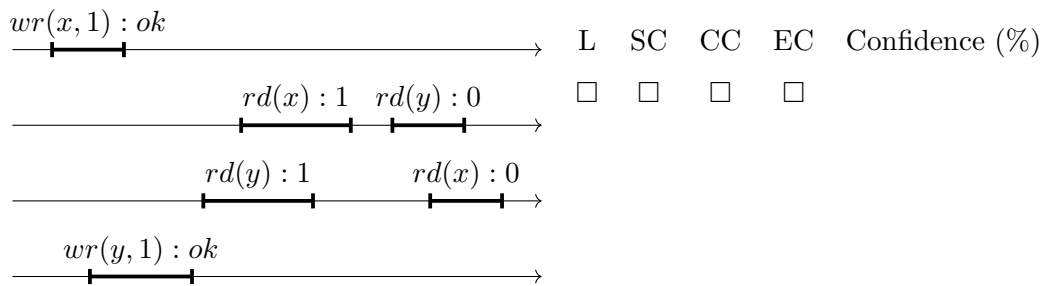 wr(x, 1) : ok
L SC CC EC Confidence (%)
□ □ □ □
rd(x) : 1 rd(y) : 0
rd(y) : 1 rd(x) : 0
wr(y, 1) : ok